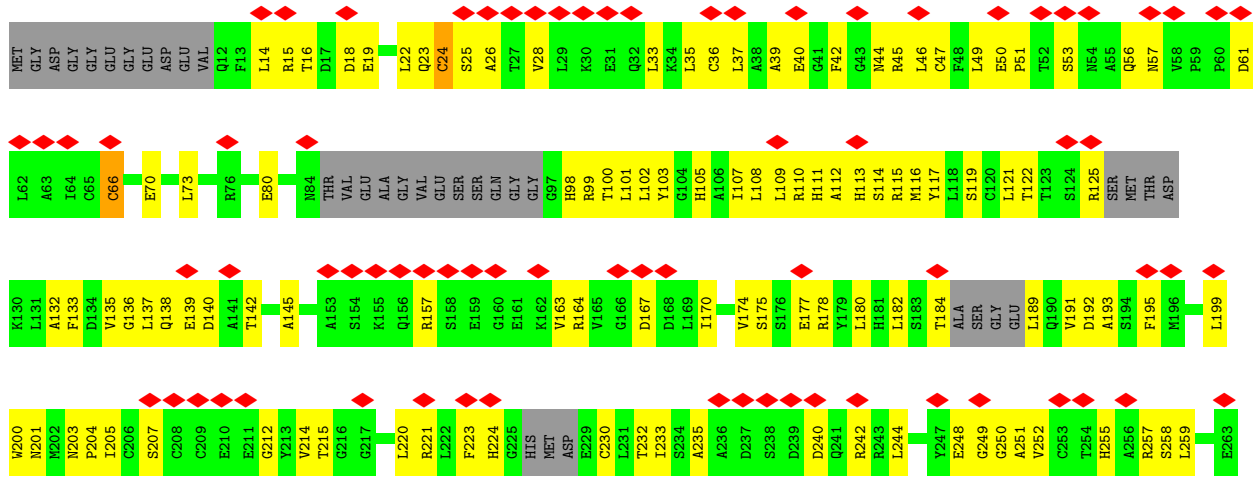 MET GLY ASP GLY GLY GLU GLY GLU ASP GLU VAL Q12 F13 L14 R15 T16 D17 D18 E19 L22 Q23 C24 S25 A26 T27 V28 L29 K30 E31 Q32 L33 K34 L35 C36 L37 A38 A39 E40 G41 F42 G43 N44 R45 L46 C47 F48 L49 E50 P51 T52 S53 N54 A55 Q56 N57 V58 P59 P60 D61
L62 A63 I64 C65 C66 E70 L73 R76 E80 N84 THR VAL GLU ALA GLY VAL GLU SER SER GLN GLY GLY G97 H98 R99 T100 L101 L102 Y103 G104 H105 A106 I107 L108 L109 R110 H111 A112 H113 S114 R115 M116 Y117 L118 S119 C120 L121 T122 T123 S124 R125 SER MET THR ASP
K130 L131 A132 F133 D134 V135 G136 L137 Q138 E139 D140 A141 T142 A145 A153 S154 K155 Q156 R157 S158 E159 G160 E161 K162 V163 R164 V165 G166 D167 D168 L169 I170 V174 S175 S176 E177 R178 Y179 L180 H181 L182 S183 T184 ALA SER GLY GLU L189 Q190 V191 D192 A193 S194 F195 M196 L199
W200 N201 M202 N203 P204 I205 C206 S207 C208 C209 E210 E211 G212 Y213 V214 T215 G216 G217 L220 R221 L222 F223 H224 G225 HIS MET ASP E229 C230 L231 T232 I233 S234 A235 A236 D237 S238 D239 D240 Q241 R242 R243 L244 Y247 E248 G249 G250 A251 V252 C253 T254 H255 A256 R257 S258 L259 E263